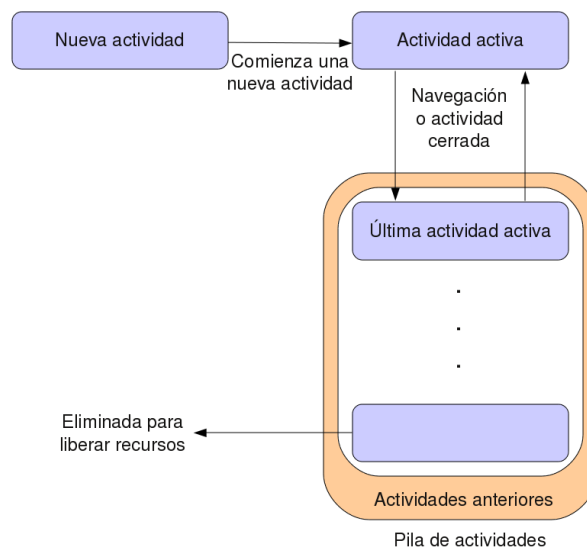 Nueva actividad
Actividad activa
Comienza una
nueva actividad
Navegación
o actividad
cerrada
Última actividad activa
.
.
.
Eliminada para
liberar recursos
Actividades anteriores
Pila de actividades